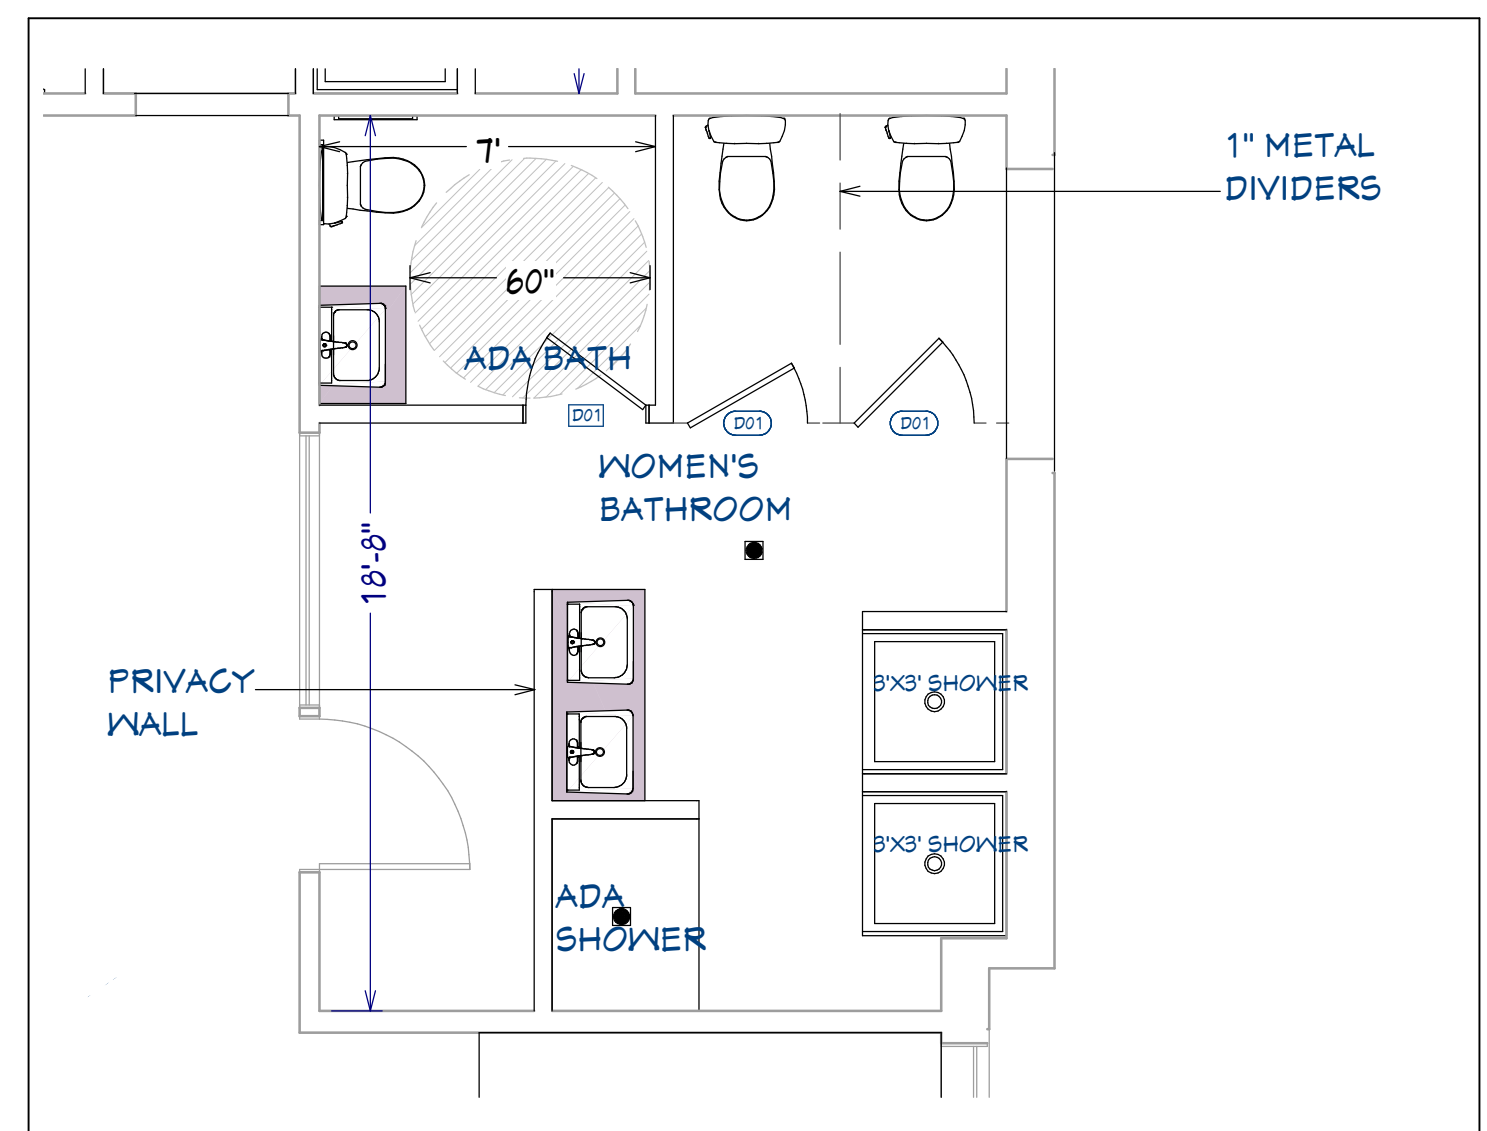 7'
1" METAL
DIVIDERS
60"
ADA BATH
D01
D01
D01
WOMEN'S
BATHROOM
18'-8"
PRIVACY
WALL
3'X3' SHOWER
3'X3' SHOWER
ADA
SHOWER